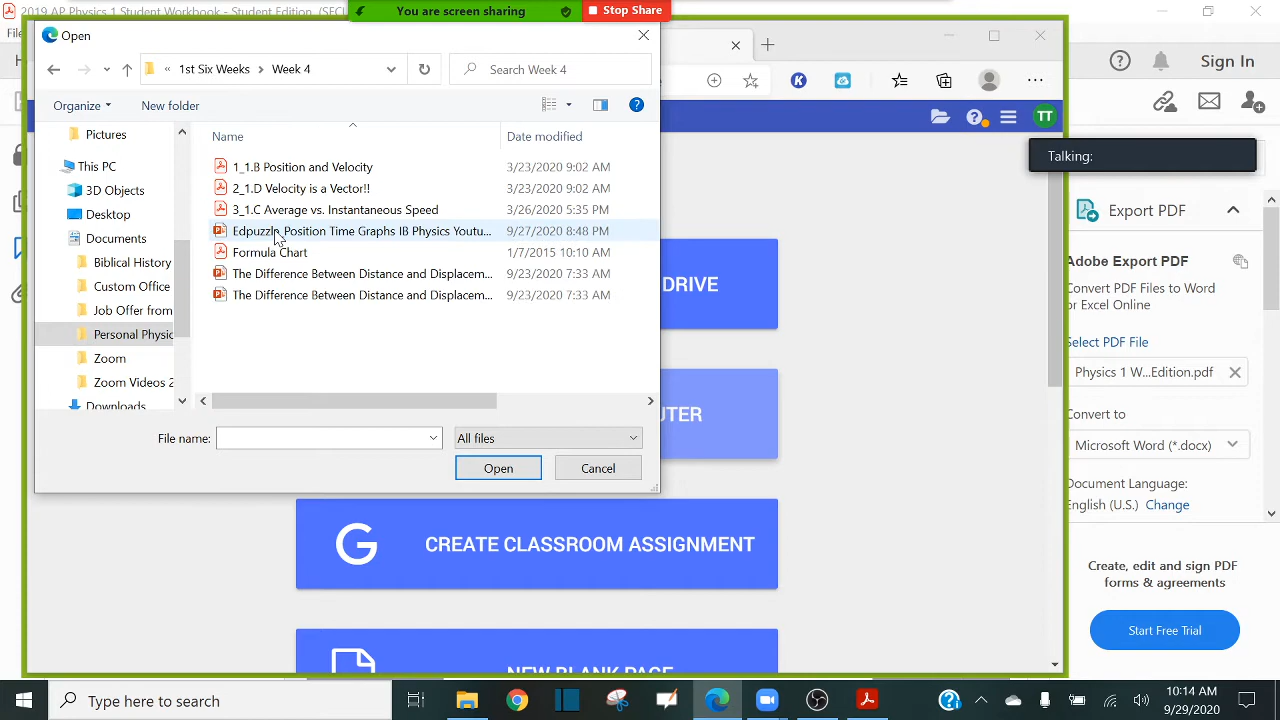 2019 AP Physics 1 Student Workbook - Student Edition (SEC
You are screen sharing
Stop Share
Open
« 1st Six Weeks > Week 4
Search Week 4
Sign In
Organize
New folder
TT
Talking:
Pictures
This PC
3D Objects
Desktop
Documents
Biblical History
Custom Office
Job Offer from
Personal Physic
Zoom
Zoom Videos 2
Downloads
Name
Date modified
1_1.B Position and Velocity
3/23/2020 9:02 AM
2_1.D Velocity is a Vector!!
3/23/2020 9:02 AM
3_1.C Average vs. Instantaneous Speed
3/26/2020 5:35 PM
Edpuzzle Position Time Graphs IB Physics Youtu...
9/27/2020 8:48 PM
Formula Chart
1/7/2015 10:10 AM
The Difference Between Distance and Displacem...
9/23/2020 7:33 AM
The Difference Between Distance and Displacem...
9/23/2020 7:33 AM
File name:
All files
Open
Cancel
DRIVE
UTER
G CREATE CLASSROOM ASSIGNMENT
NEW BLANK PAGE
Export PDF
Adobe Export PDF
Convert PDF Files to Word
or Excel Online
Select PDF File
Physics 1 W...Edition.pdf
Convert to
Microsoft Word (*.docx)
Document Language:
English (U.S.) Change
Create, edit and sign PDF
forms & agreements
Start Free Trial
Type here to search
10:14 AM
9/29/2020